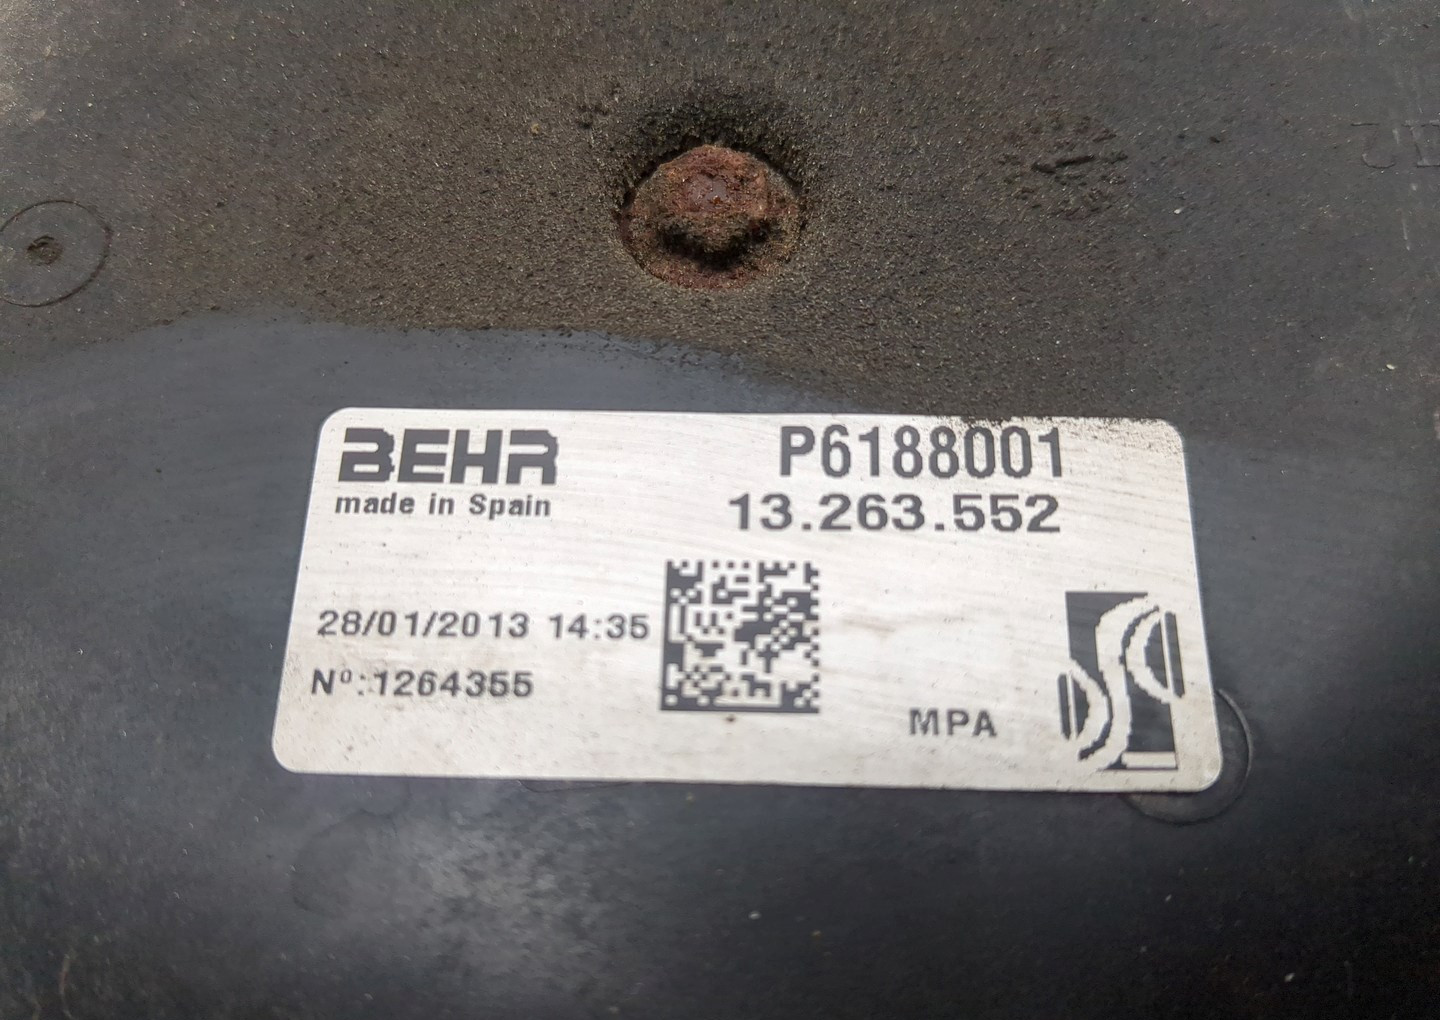 BEHR
made in Spain
P6188001
13.263.552
28/01/2013 14:35
Nº:1264355
MPA